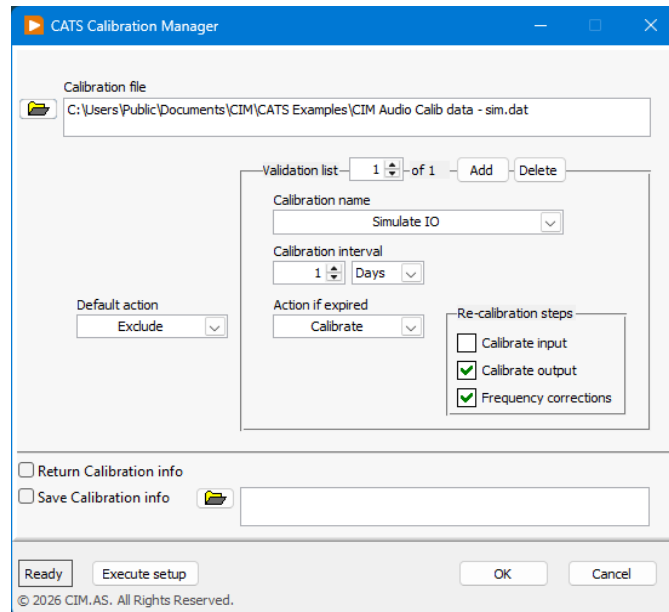 CATS Calibration Manager
Calibration file
C:\Users\Public\Documents\CIM\CATS Examples\CIM Audio Calib data - sim.dat
Validation list 1 of 1 Add Delete
Calibration name
Simulate IO
Calibration interval
1 Days
Default action
Exclude
Action if expired
Calibrate
Re-calibration steps
Calibrate input
Calibrate output
Frequency corrections
Return Calibration info
Save Calibration info
Ready Execute setup OK Cancel
© 2026 CIM.AS. All Rights Reserved.